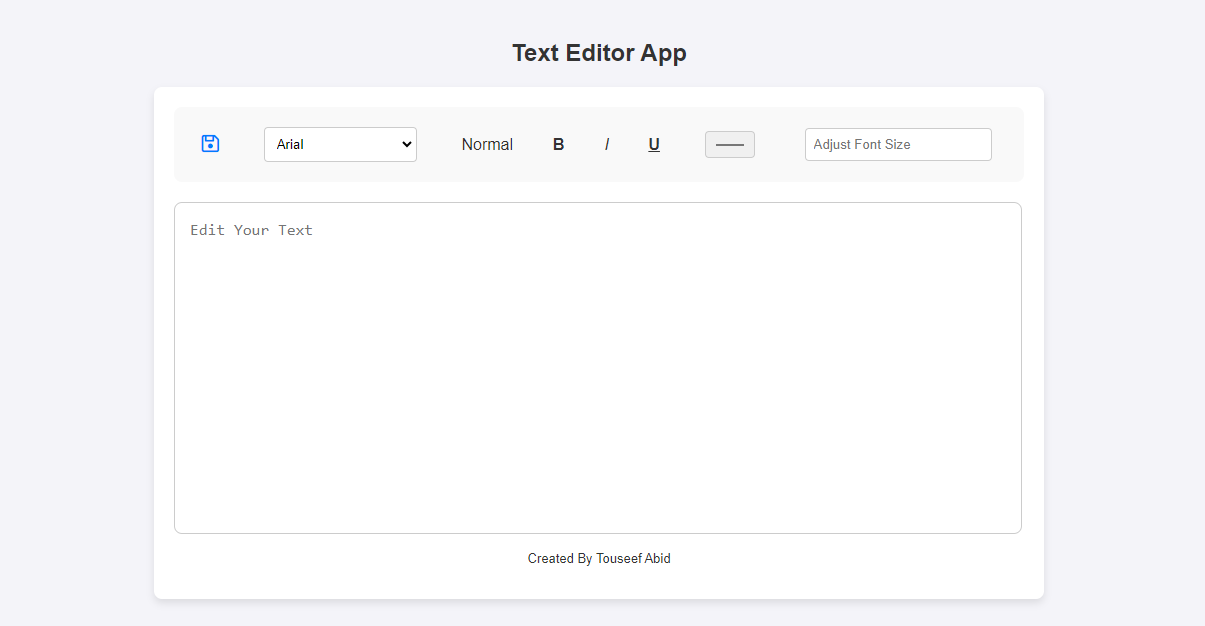 Text Editor App
Arial Normal B I U Adjust Font Size
Edit Your Text
Created By Touseef Abid